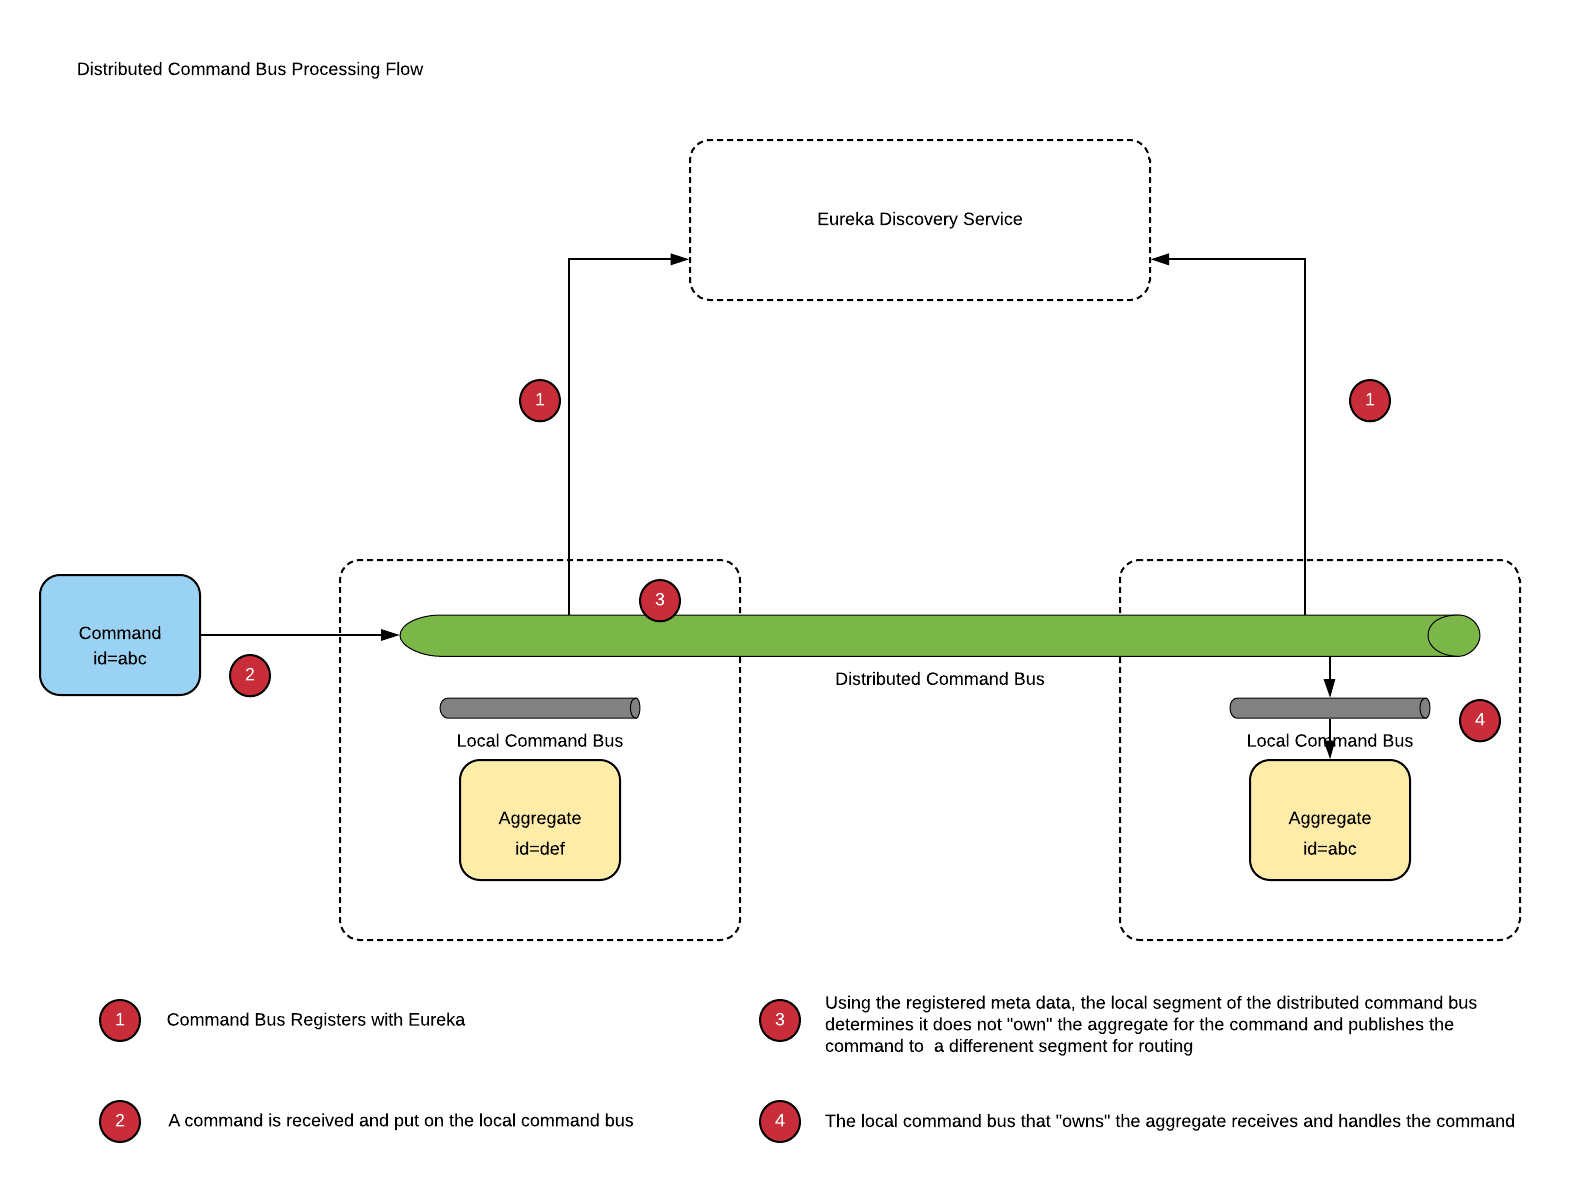 Distributed Command Bus Processing Flow
Eureka Discovery Service
1
1
3
Command
id=abc
2
Distributed Command Bus
4
Local Command Bus
Local Command Bus
Aggregate
id=def
Aggregate
id=abc
1
Command Bus Registers with Eureka
3
Using the registered meta data, the local segment of the distributed command bus
determines it does not "own" the aggregate for the command and publishes the
command to  a differenent segment for routing
2
A command is received and put on the local command bus
4
The local command bus that "owns" the aggregate receives and handles the command